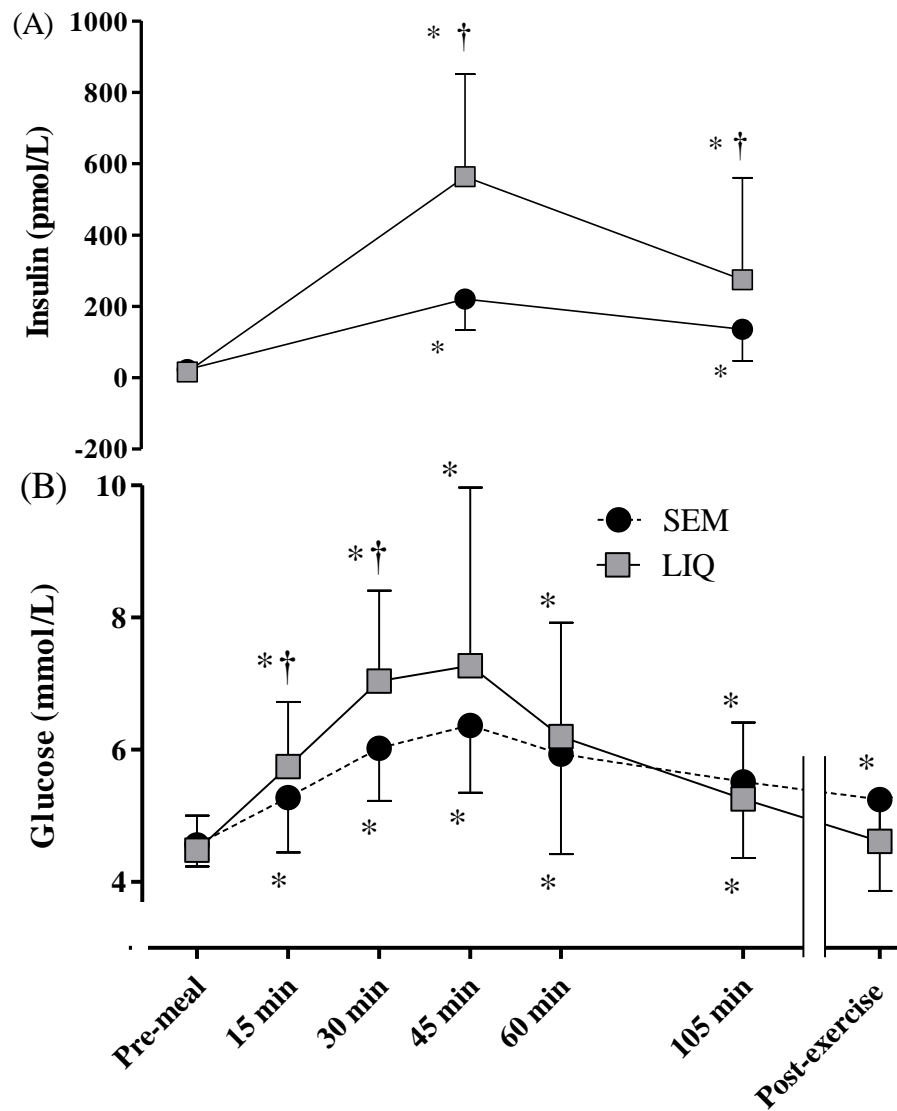 (A)
Insulin (pmol/L)
1000
800
600
400
200
0
-200
* †
* †
*
*
(B)
Glucose (mmol/L)
10
8
6
4
SEM
LIQ
* †
* †
*
*
*
*
*
*
*
*
*
*
Pre-meal
15 min
30 min
45 min
60 min
105 min
Post-exercise